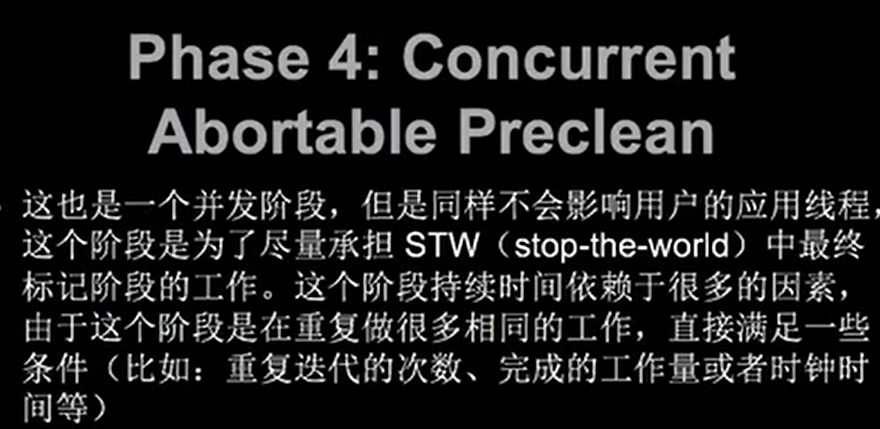 Phase 4: Concurrent
Abortable Preclean
这也是一个并发阶段，但是同样不会影响用户的应用线程，
这个阶段是为了尽量承担 STW（stop-the-world）中最终
标记阶段的工作。这个阶段持续时间依赖于很多的因素，
由于这个阶段是在重复做很多相同的工作，直接满足一些
条件（比如：重复迭代的次数、完成的工作量或者时钟时
间等）